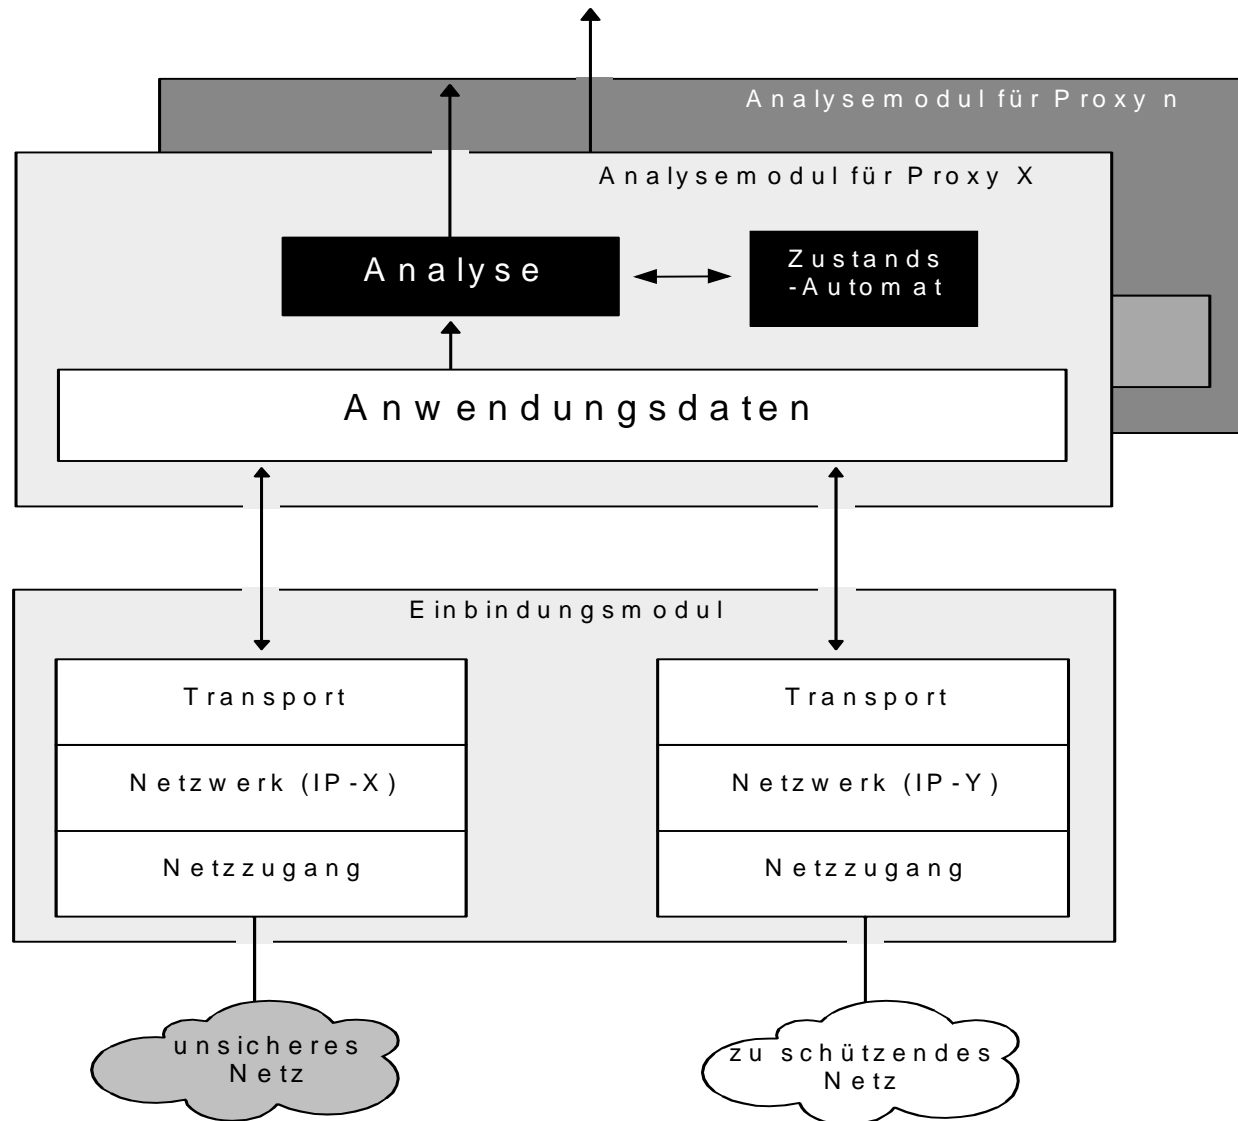 Analysemodul für Proxy n
Analysemodul für Proxy X
Analyse
Zustands
-Automat
Anwendungsdaten
Einbindungsmodul
Transport
Transport
Netzwerk (IP-X)
Netzwerk (IP-Y)
Netzzugang
Netzzugang
unsicheres
Netz
zu schützendes
Netz